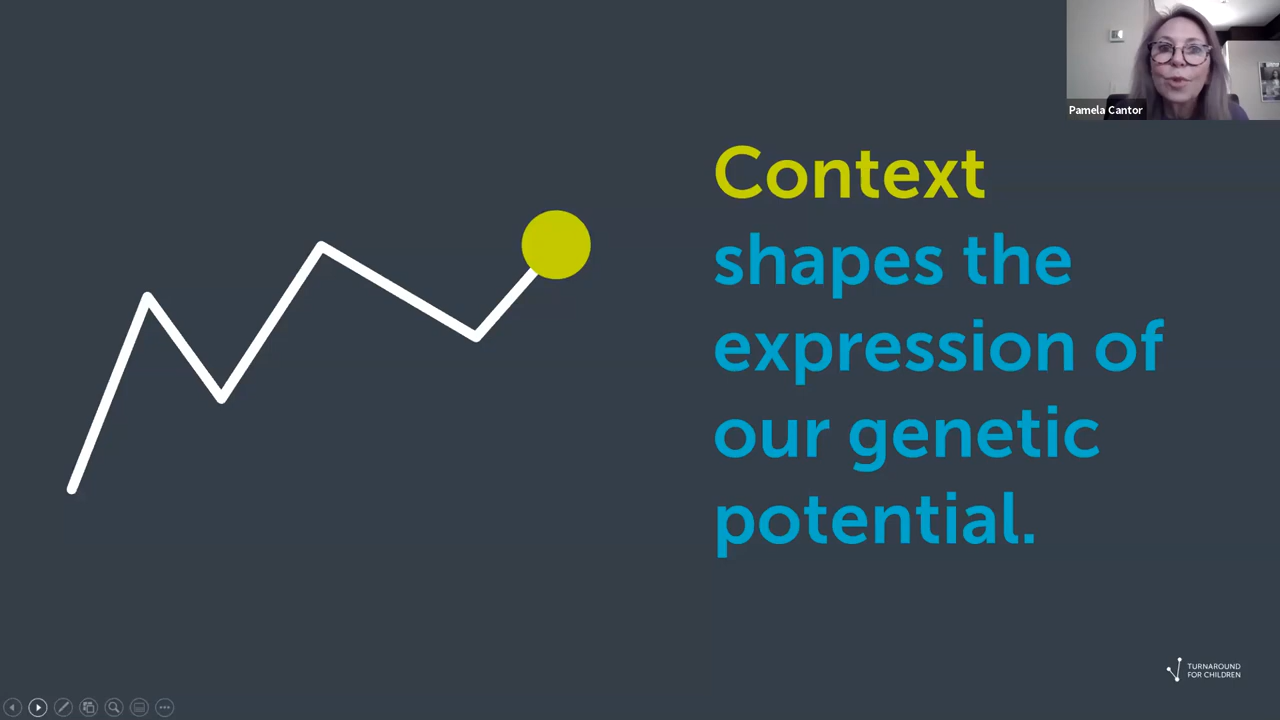 Pamela Cantor
Context
shapes the
expression of
our genetic
potential.
TURNAROUND
FOR CHILDREN